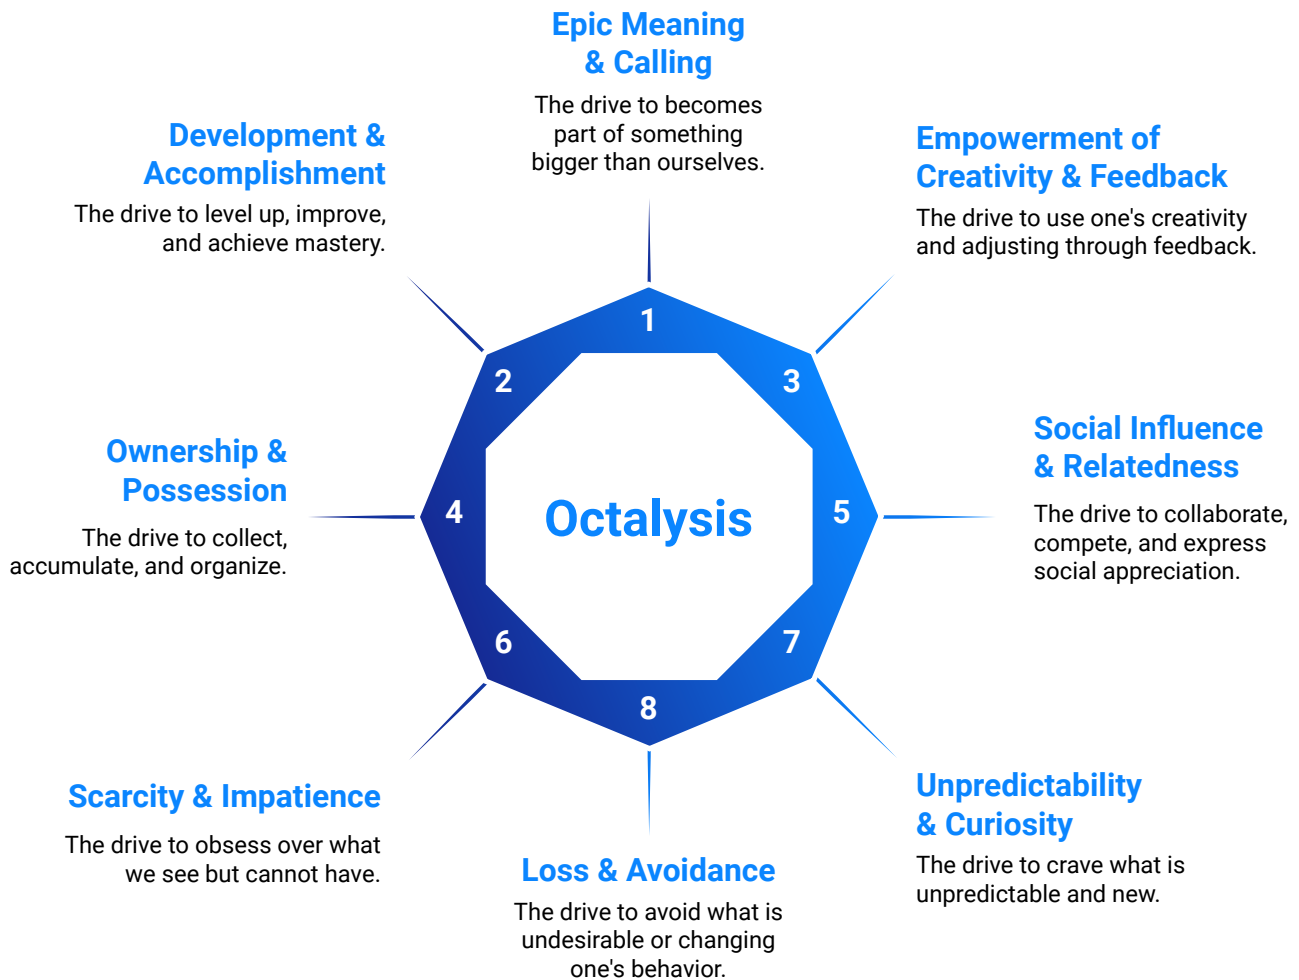 Epic Meaning
& Calling
The drive to becomes
part of something
bigger than ourselves.
Development &
Accomplishment
The drive to level up, improve,
and achieve mastery.
Empowerment of
Creativity & Feedback
The drive to use one's creativity
and adjusting through feedback.
1
2
3
Ownership &
Possession
The drive to collect,
accumulate, and organize.
4
Octalysis
5
Social Influence
& Relatedness
The drive to collaborate,
compete, and express
social appreciation.
6
7
8
Scarcity & Impatience
The drive to obsess over what
we see but cannot have.
Loss & Avoidance
The drive to avoid what is
undesirable or changing
one's behavior.
Unpredictability
& Curiosity
The drive to crave what is
unpredictable and new.